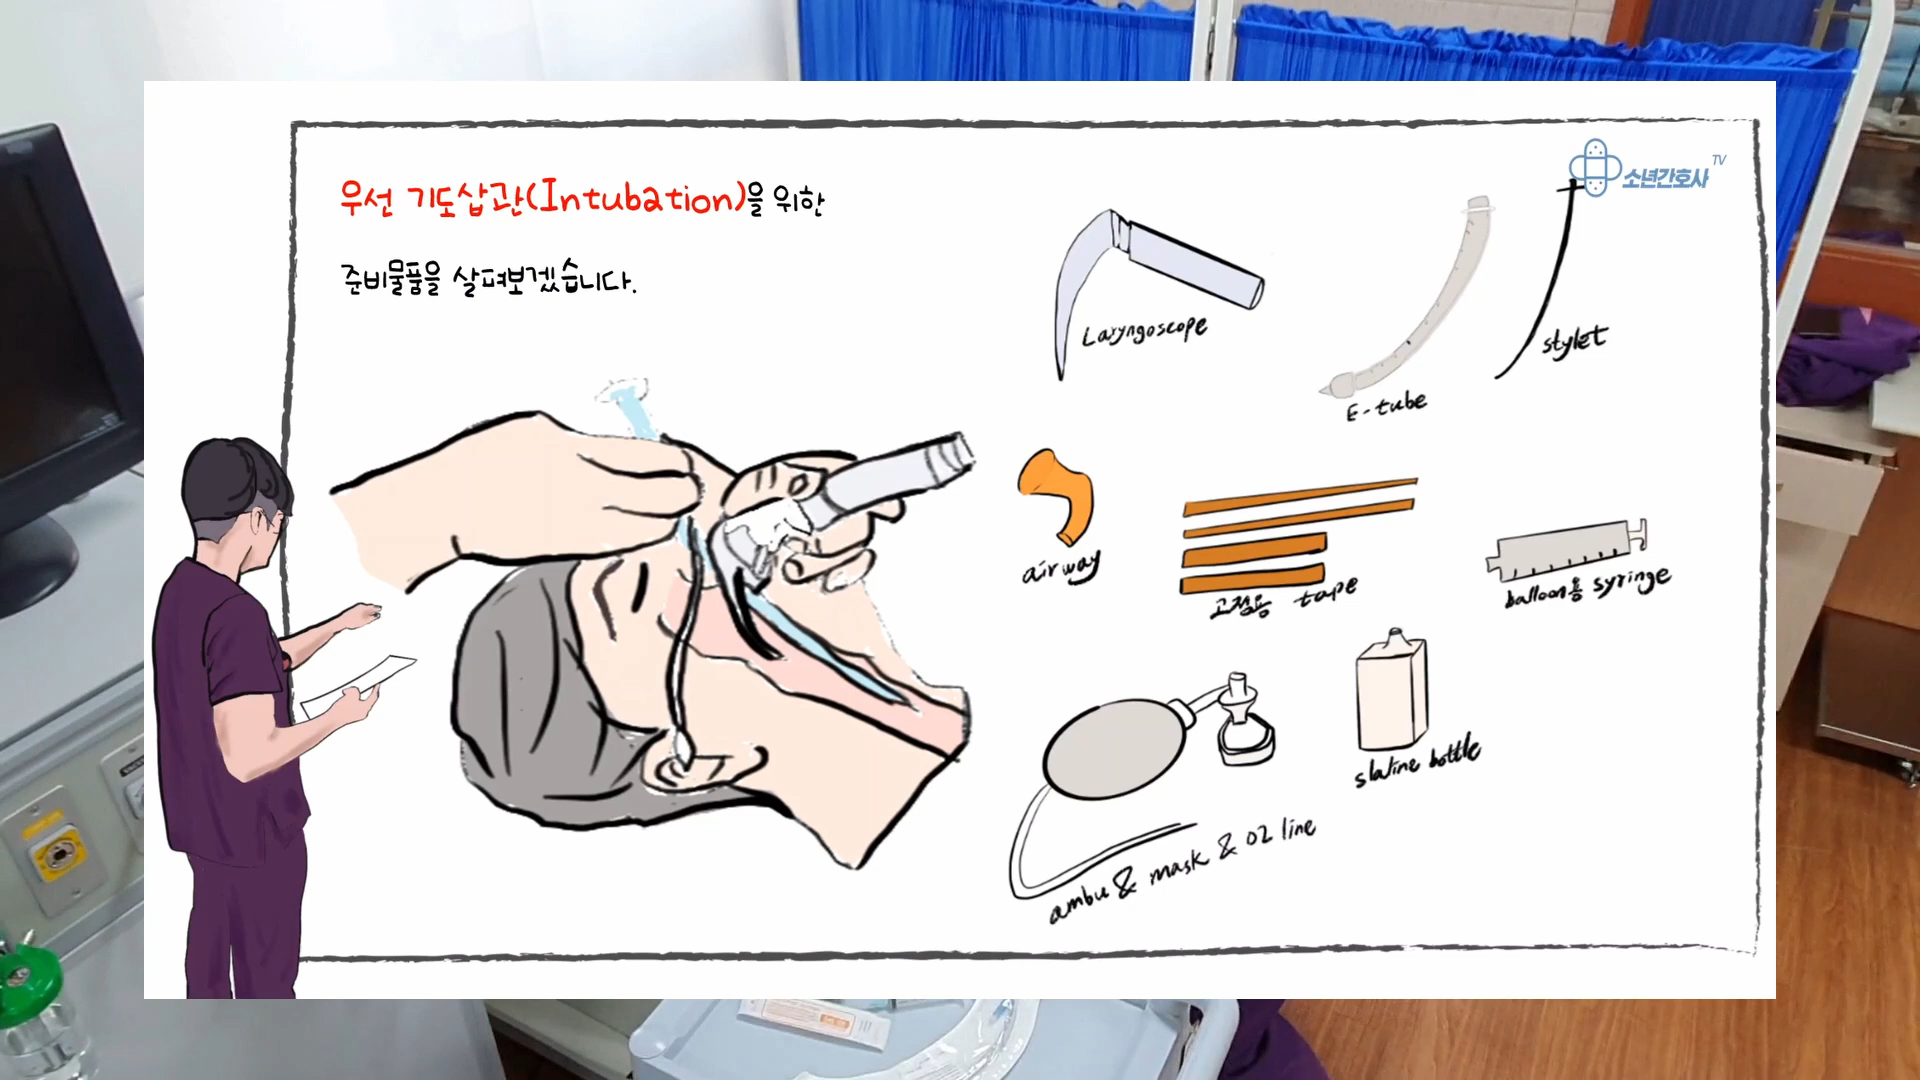 우선 기도삽관(Intubation)을 위한
준비물품을 살펴보겠습니다.
소년간호사 TV
Laryngoscope
E-tube
stylet
airway
고정용 tape
balloon용 syringe
ambu & mask & O2 line
slaline bottle